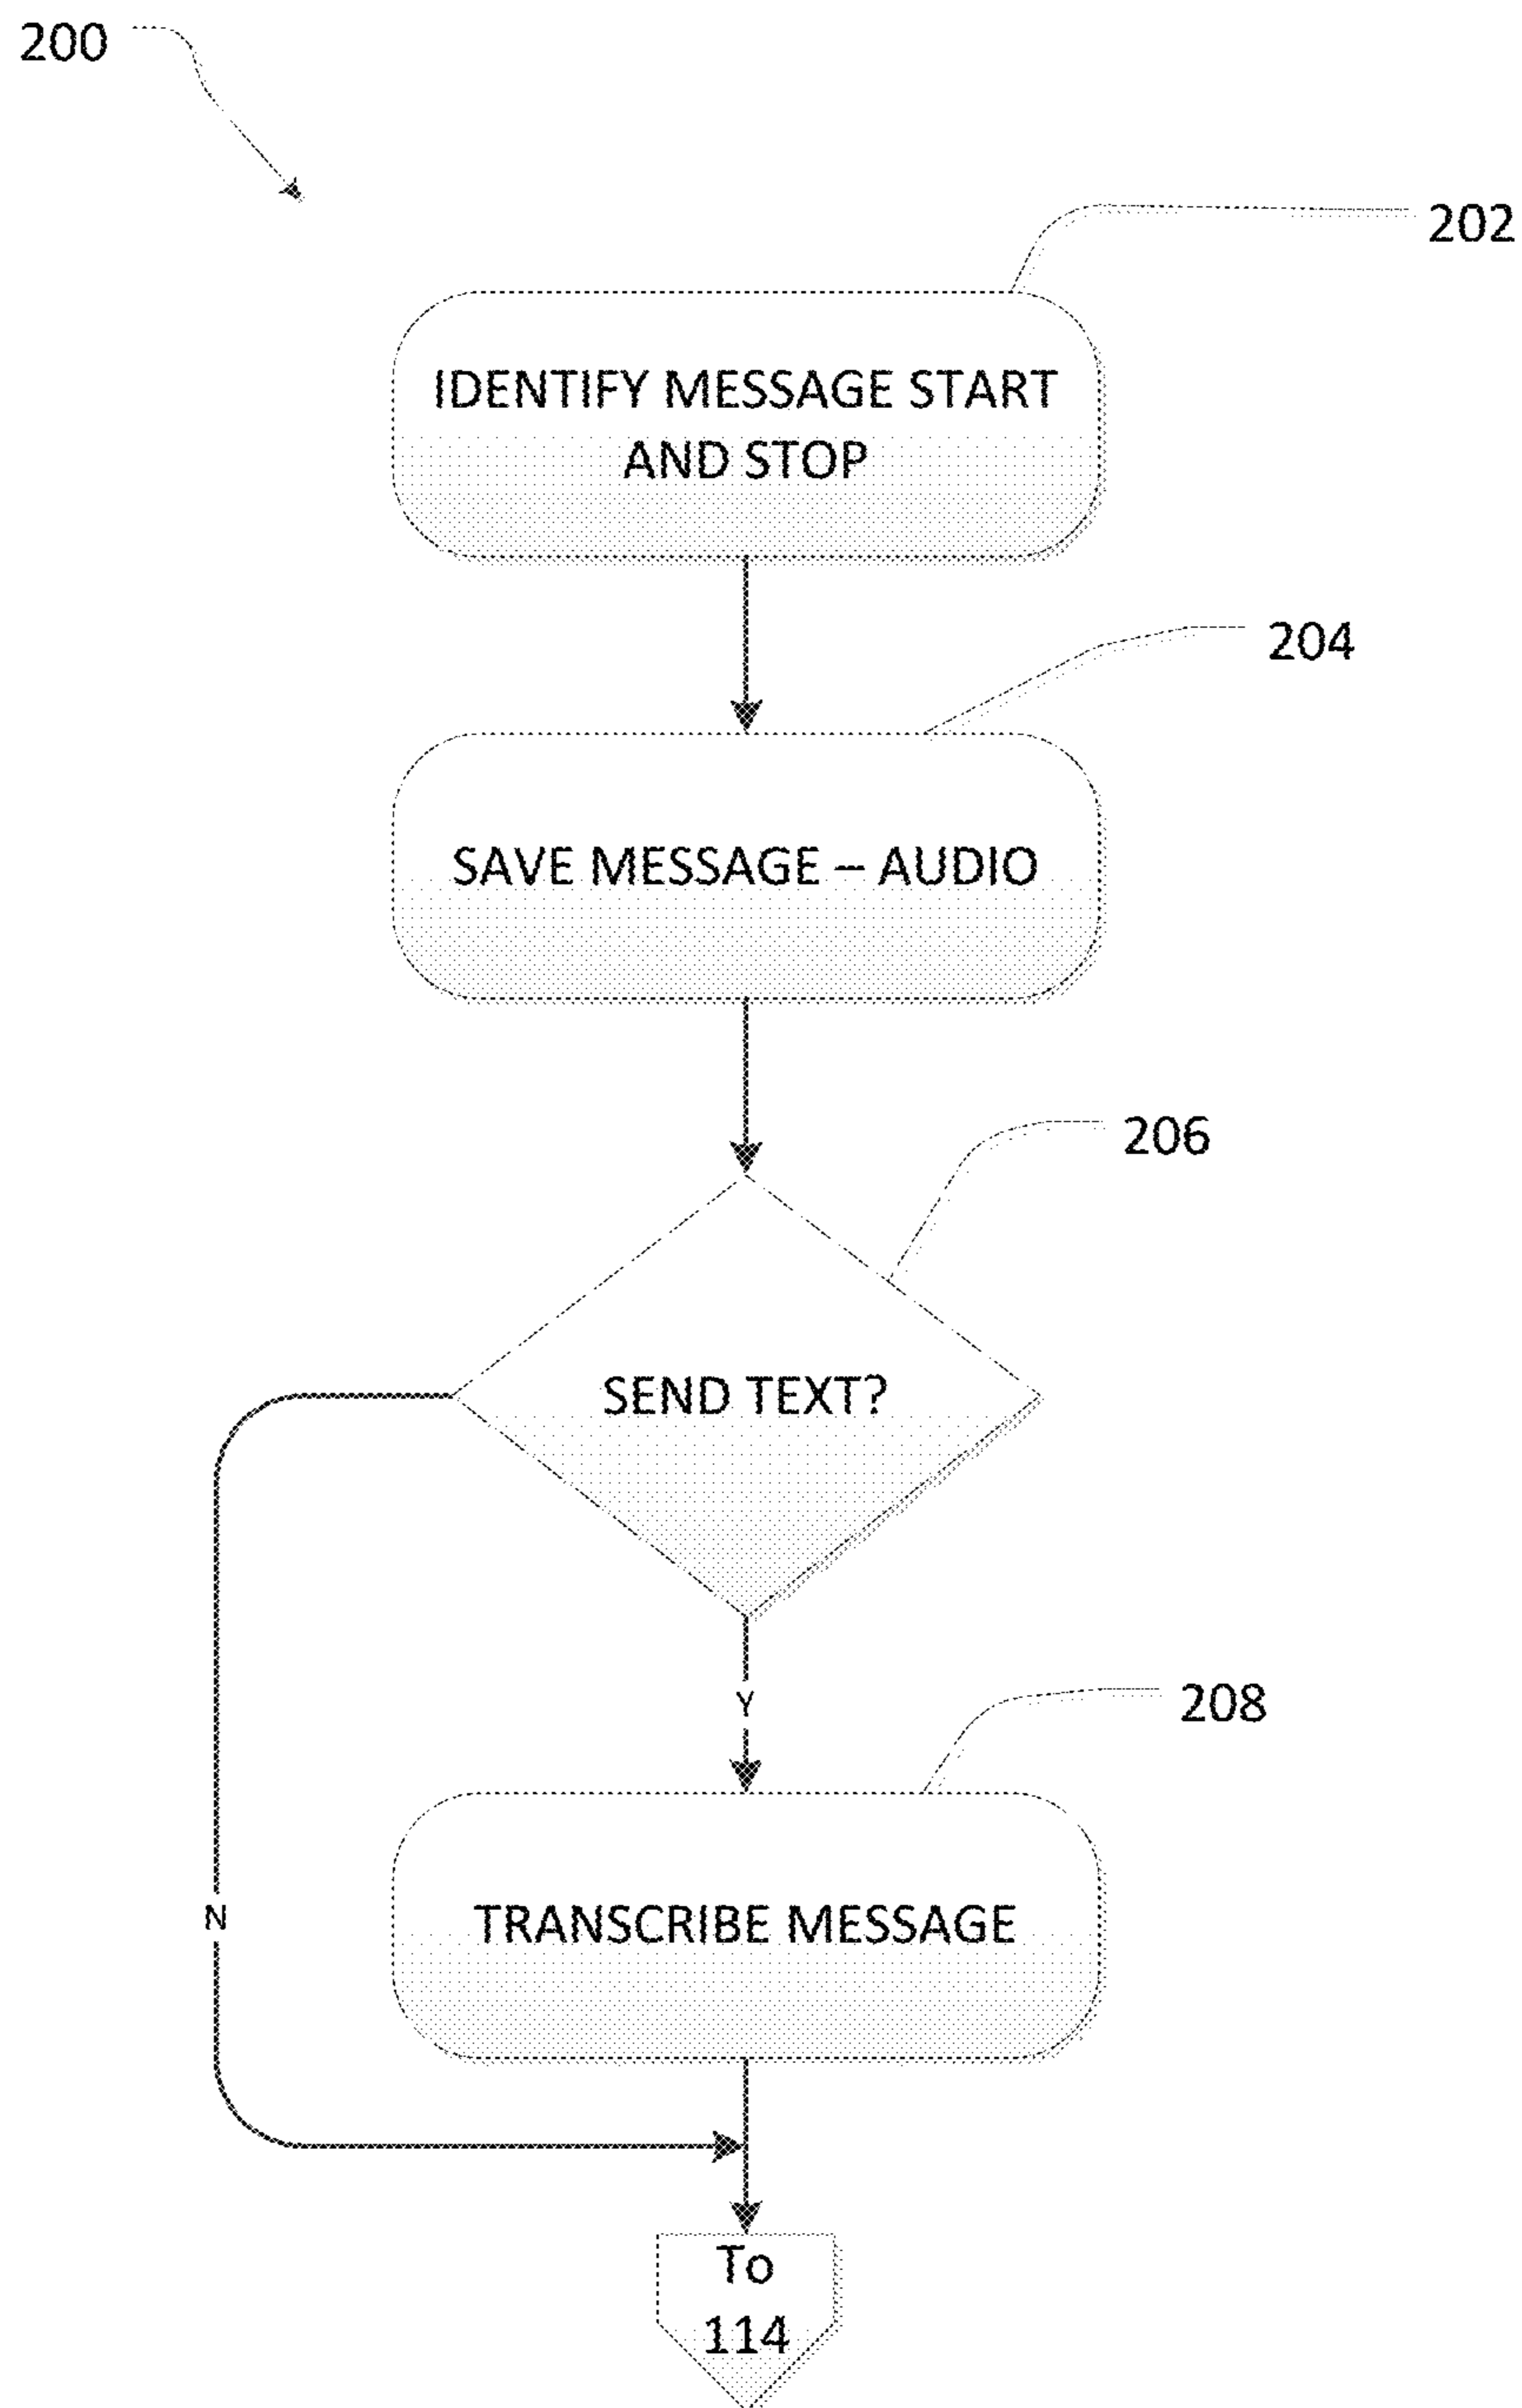 200
202
IDENTIFY MESSAGE START
AND STOP
204
SAVE MESSAGE – AUDIO
206
SEND TEXT?
Y
208
N
TRANSCRIBE MESSAGE
To
114